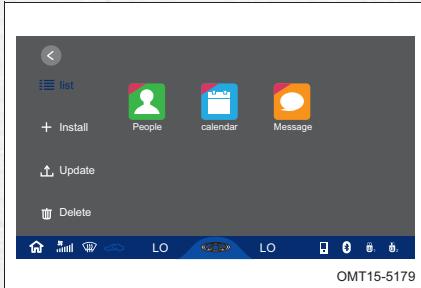 list
People
calendar
Message
Install
Update
Delete
LO
LO
OMT15-5179